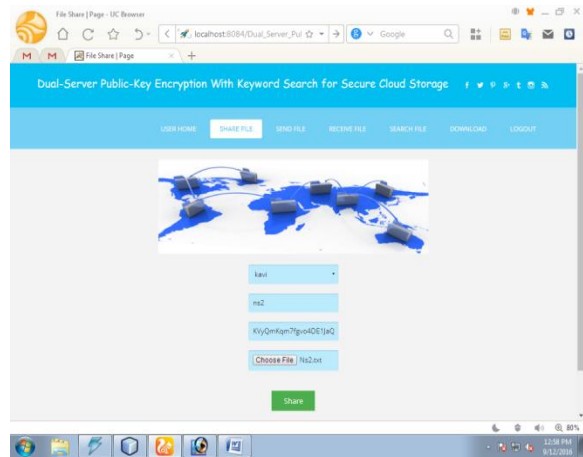 File Share | Page - UC Browser
localhost:8084/Dual_Server_Pul
Google
File Share | Page
Dual-Server Public-Key Encryption With Keyword Search for Secure Cloud Storage
USER HOME SHARE FILE SEND FILE RECEIVE FILE SEARCH FILE DOWNLOAD LOGOUT
kavi
ns2
KVyQmKqm7fgvo4DE1JaQ
Choose File Ns2.txt
Share
80%
12:58 PM
9/12/2016